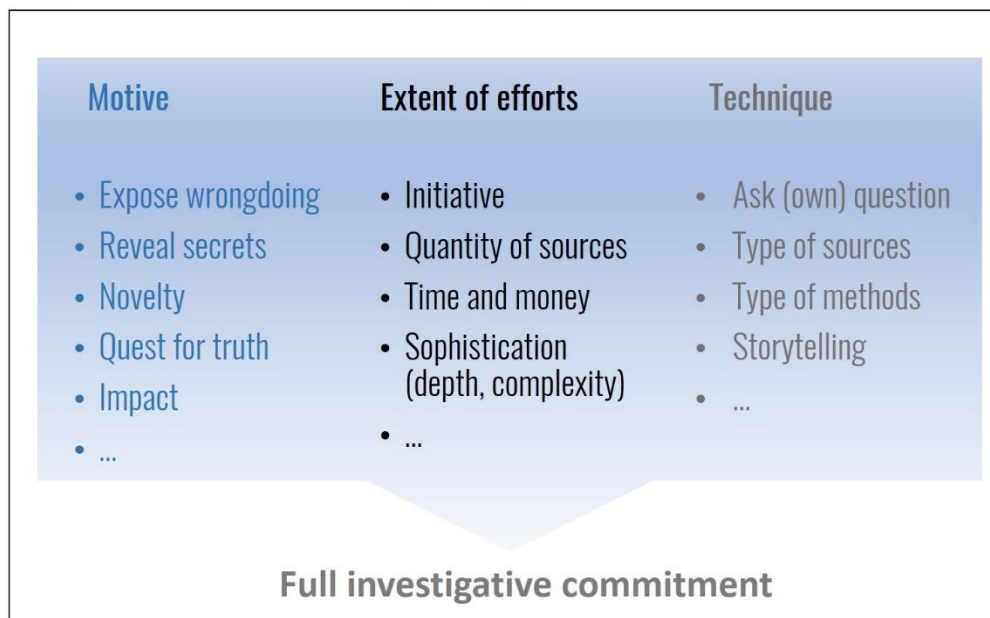 Motive
• Expose wrongdoing
• Reveal secrets
• Novelty
• Quest for truth
• Impact
• ...
Extent of efforts
• Initiative
• Quantity of sources
• Time and money
• Sophistication
(depth, complexity)
• ...
Technique
• Ask (own) question
• Type of sources
• Type of methods
• Storytelling
• ...
Full investigative commitment